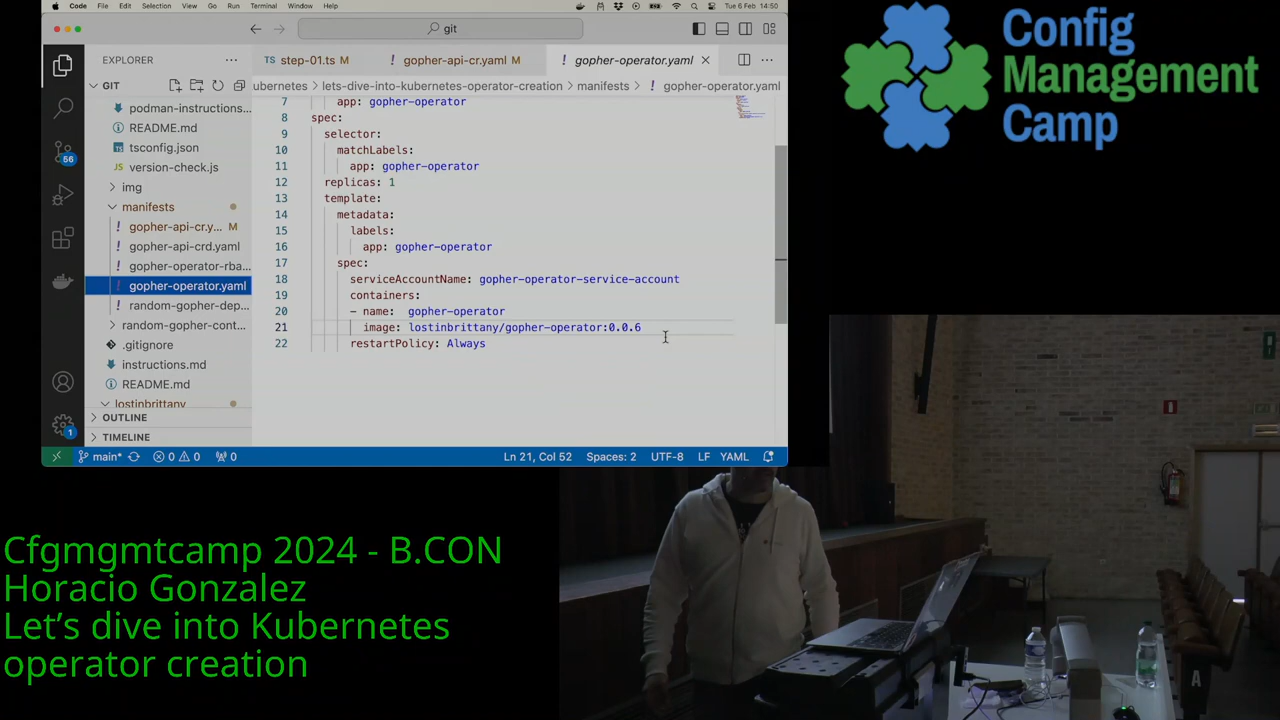 Code File Edit Selection View Go Run Terminal Window Help Tue 6 Feb 14:50
git
EXPLORER
TS step-01.ts M
! gopher-api-cr.yaml M
! gopher-operator.yaml
GIT
ubernetes > lets-dive-into-kubernetes-operator-creation > manifests > ! gopher-operator.yaml
podman-instructions...
README.md
tsconfig.json
JS version-check.js
img
manifests
! gopher-api-cr.y... M
! gopher-api-crd.yaml
! gopher-operator-rba...
! gopher-operator.yaml
! random-gopher-dep...
random-gopher-cont...
.gitignore
instructions.md
README.md
lostinbrittany
OUTLINE
TIMELINE
56
1
7 app: gopher-operator
8 spec:
9 selector:
10 matchLabels:
11 app: gopher-operator
12 replicas: 1
13 template:
14 metadata:
15 labels:
16 app: gopher-operator
17 spec:
18 serviceAccountName: gopher-operator-service-account
19 containers:
20 - name: gopher-operator
21 image: lostinbrittany/gopher-operator:0.0.6
22 restartPolicy: Always
main* 0 0 0 Ln 21, Col 52 Spaces: 2 UTF-8 LF YAML
Config
Management
Camp
Cfgmgmtcamp 2024 - B.CON
Horacio Gonzalez
Let's dive into Kubernetes
operator creation
A